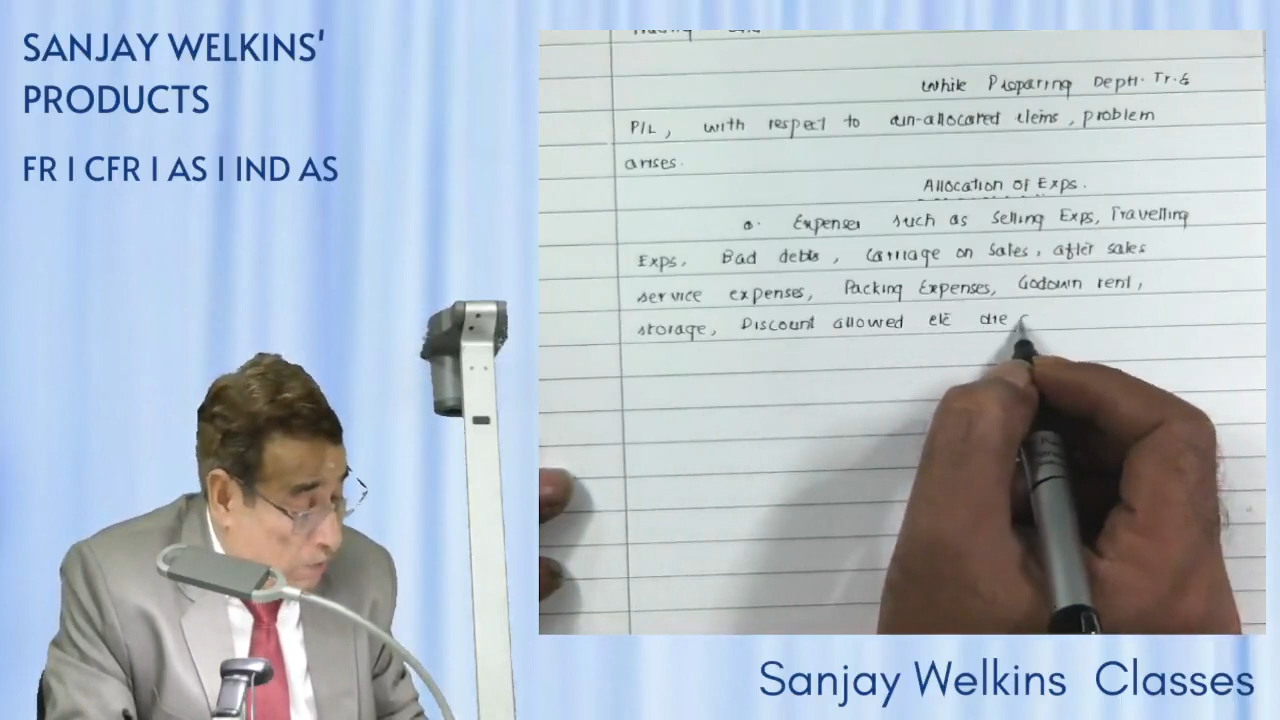 SANJAY WELKINS'
PRODUCTS
FR I CFR I AS I IND AS
While Preparing Deptt. Tr. &
P/L, with respect to un-allocated items, problem
arises.
Allocation of Exps.
a. Expenses such as Selling Exps, Travelling
Exps, Bad debts, Carriage on Sales, after sales
service expenses, Packing Expenses, Godown rent,
storage, Discount allowed etc are
Sanjay Welkins Classes